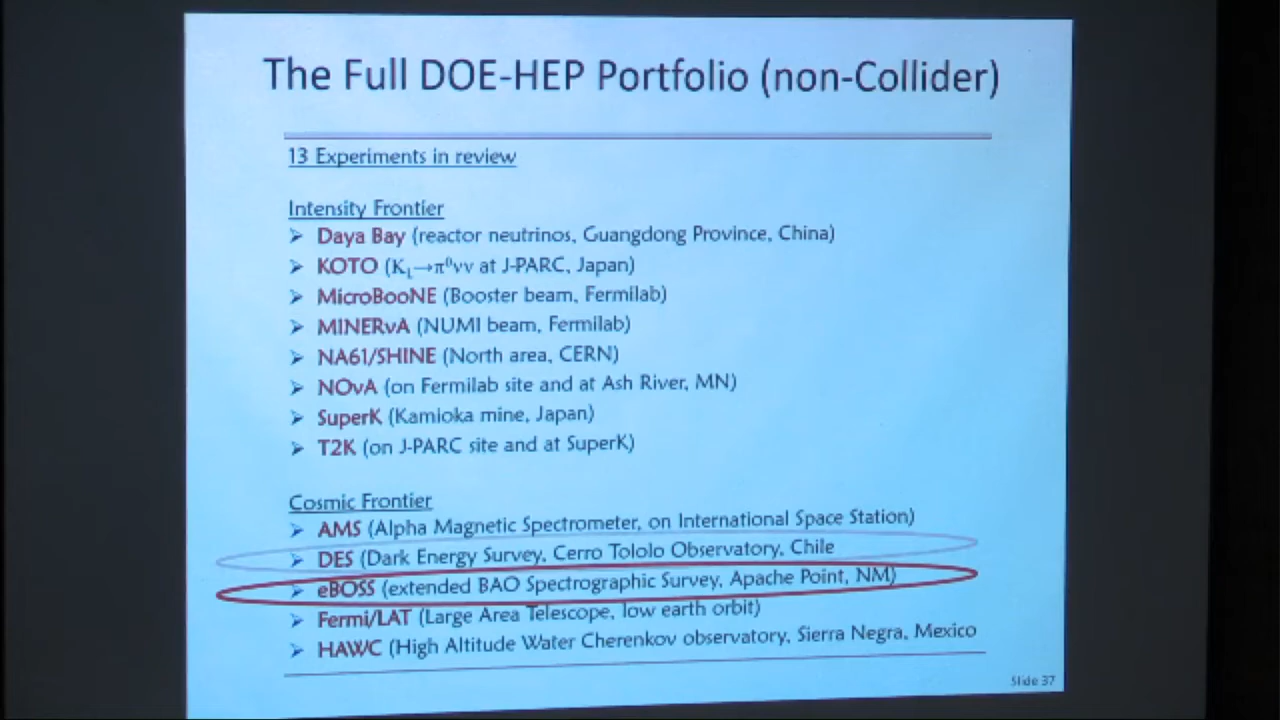 The Full DOE-HEP Portfolio (non-Collider)
13 Experiments in review
Intensity Frontier
➢ Daya Bay (reactor neutrinos, Guangdong Province, China)
➢ KOTO (K_L→π⁰νν at J-PARC, Japan)
➢ MicroBooNE (Booster beam, Fermilab)
➢ MINERνA (NUMI beam, Fermilab)
➢ NA61/SHINE (North area, CERN)
➢ NOνA (on Fermilab site and at Ash River, MN)
➢ SuperK (Kamioka mine, Japan)
➢ T2K (on J-PARC site and at SuperK)
Cosmic Frontier
➢ AMS (Alpha Magnetic Spectrometer, on International Space Station)
➢ DES (Dark Energy Survey, Cerro Tololo Observatory, Chile
➢ eBOSS (extended BAO Spectrographic Survey, Apache Point, NM)
➢ Fermi/LAT (Large Area Telescope, low earth orbit)
➢ HAWC (High Altitude Water Cherenkov observatory, Sierra Negra, Mexico
Slide 37